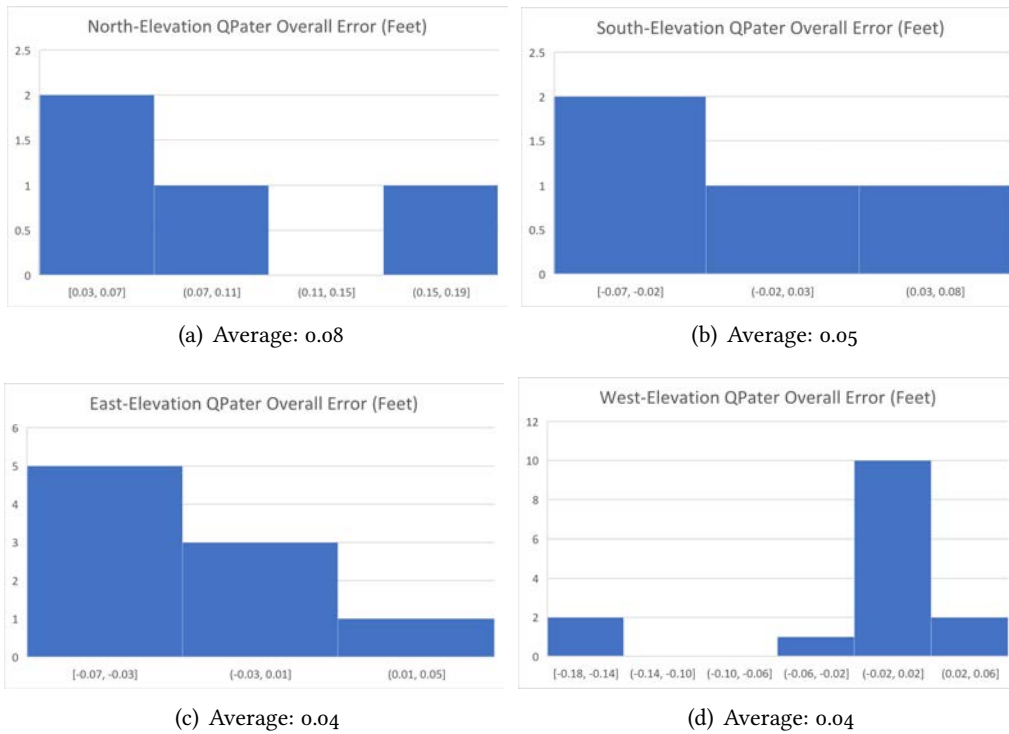 North-Elevation QPater Overall Error (Feet)
2.5
2
1.5
1
0.5
0
[0.03, 0.07] (0.07, 0.11] (0.11, 0.15] (0.15, 0.19]
(a) Average: 0.08
South-Elevation QPater Overall Error (Feet)
2.5
2
1.5
1
0.5
0
[-0.07, -0.02] (-0.02, 0.03] (0.03, 0.08]
(b) Average: 0.05
East-Elevation QPater Overall Error (Feet)
6
5
4
3
2
1
0
[-0.07, -0.03] (-0.03, 0.01] (0.01, 0.05]
(c) Average: 0.04
West-Elevation QPater Overall Error (Feet)
12
10
8
6
4
2
0
[-0.18, -0.14] (-0.14, -0.10] (-0.10, -0.06] (-0.06, -0.02] (-0.02, 0.02] (0.02, 0.06]
(d) Average: 0.04